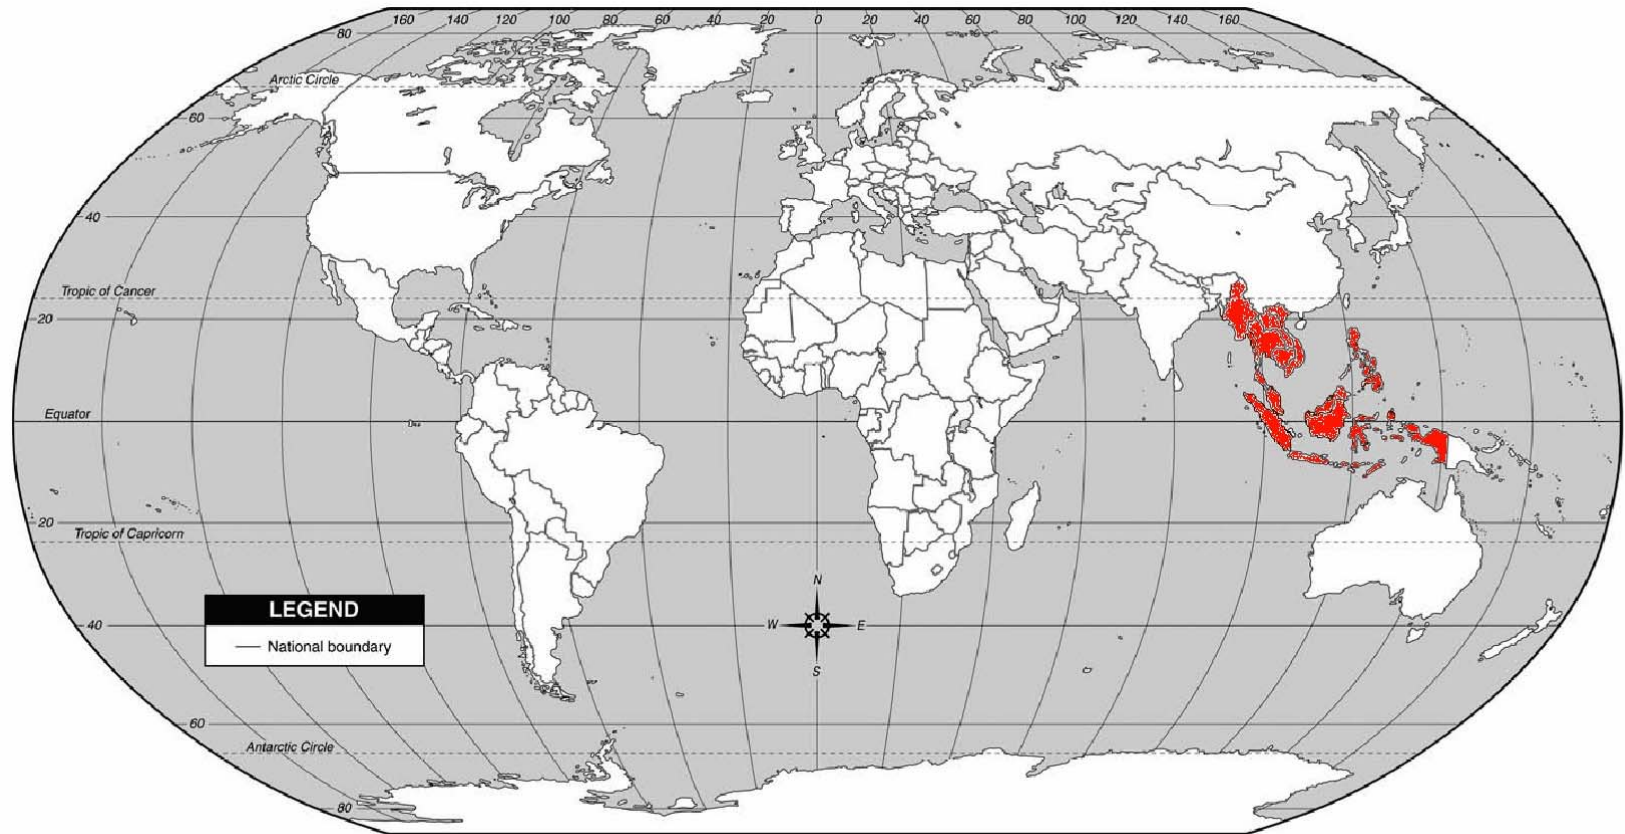 160 140 120 100 80 60 40 20 0 20 40 60 80 100 120 140 160
80
Arctic Circle
60
40
Tropic of Cancer
20
Equator
20
Tropic of Capricorn
N
LEGEND
40
W E
National boundary
S
60
Antarctic Circle
80